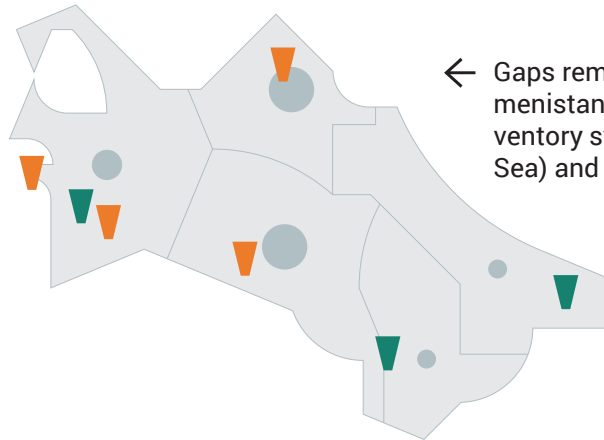 ← Gaps rem
menistan
ventory s
Sea) and